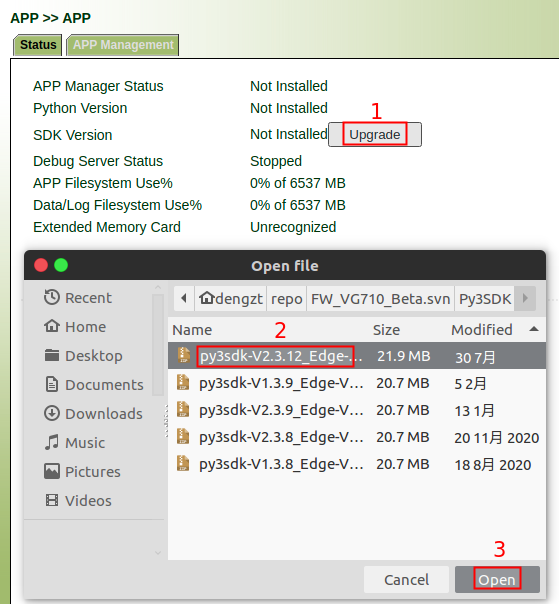 APP >> APP
Status APP Management
APP Manager Status Not Installed
Python Version Not Installed
1
SDK Version Not Installed Upgrade
Debug Server Status Stopped
APP Filesystem Use% 0% of 6537 MB
Data/Log Filesystem Use% 0% of 6537 MB
Extended Memory Card Unrecognized
Open file
Recent
Home
Desktop
Documents
Downloads
Music
Pictures
Videos
dengzt repo FW_VG710_Beta.svn Py3SDK
2
Name Size Modified
py3sdk-V2.3.12_Edge-... 21.9 MB 30 7月
py3sdk-V1.3.9_Edge-V... 20.7 MB 5 2月
py3sdk-V2.3.9_Edge-V... 20.7 MB 13 1月
py3sdk-V2.3.8_Edge-V... 20.7 MB 20 11月 2020
py3sdk-V1.3.8_Edge-V... 20.7 MB 18 8月 2020
3
Cancel Open